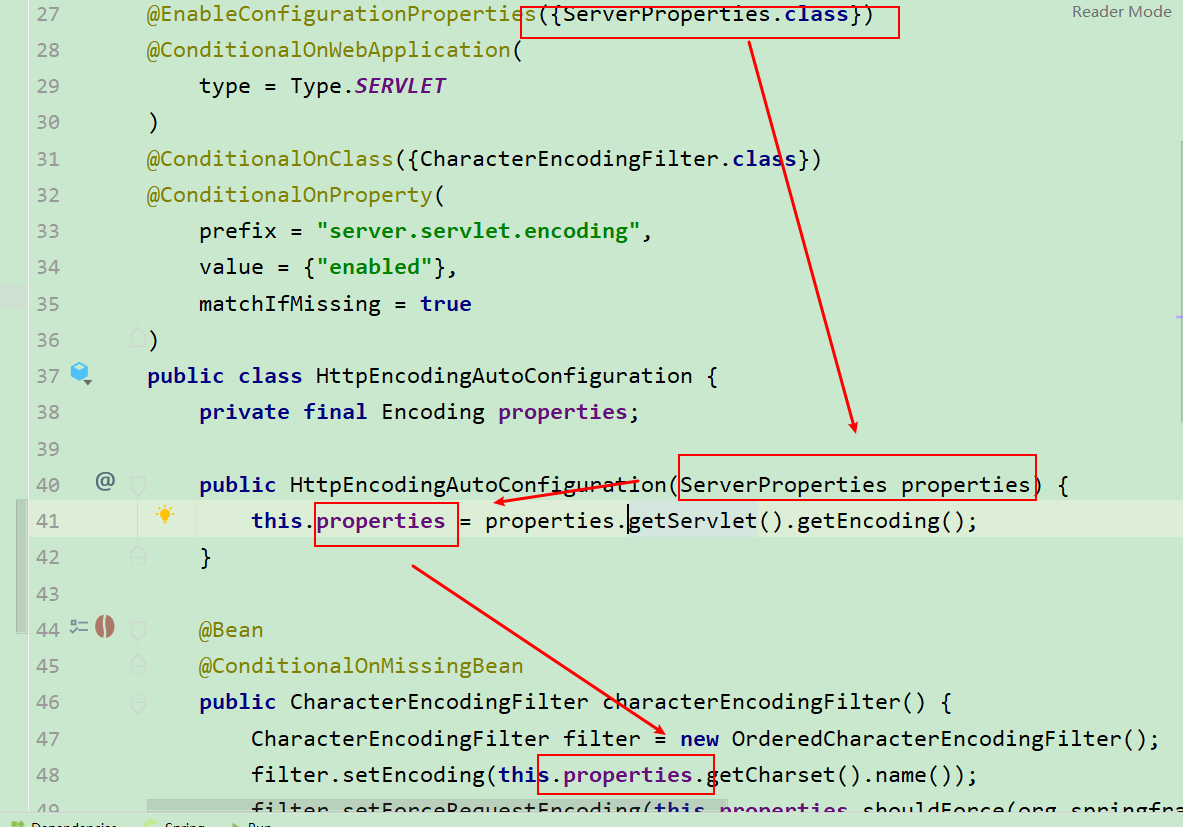 Reader Mode
27 @EnableConfigurationProperties({ServerProperties.class})
28 @ConditionalOnWebApplication(
29     type = Type.SERVLET
30 )
31 @ConditionalOnClass({CharacterEncodingFilter.class})
32 @ConditionalOnProperty(
33     prefix = "server.servlet.encoding",
34     value = {"enabled"},
35     matchIfMissing = true
36 )
37 public class HttpEncodingAutoConfiguration {
38     private final Encoding properties;
39
40 @     public HttpEncodingAutoConfiguration(ServerProperties properties) {
41         this.properties = properties.getServlet().getEncoding();
42     }
43
44     @Bean
45     @ConditionalOnMissingBean
46     public CharacterEncodingFilter characterEncodingFilter() {
47         CharacterEncodingFilter filter = new OrderedCharacterEncodingFilter();
48         filter.setEncoding(this.properties.getCharset().name());
49         filter.setForceRequestEncoding(this.properties.shouldForce(org.springfra
Dependencies Spring Run